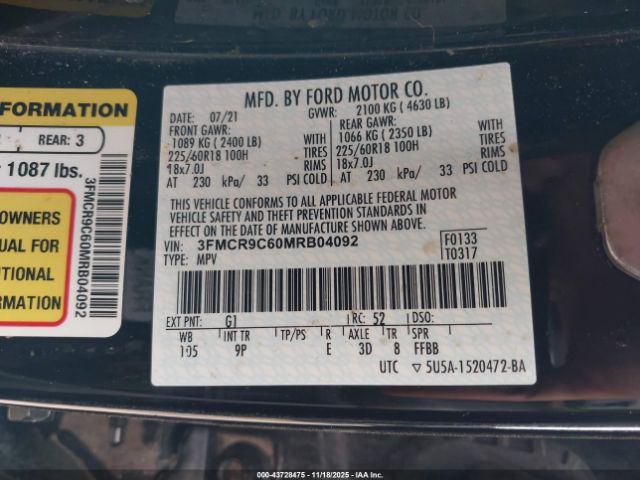 FORMATION
REAR: 3
1087 lbs.
3FMCR9C60MRB04092
OWNERS
UAL FOR
ITIONAL
FORMATION
MFD. BY FORD MOTOR CO.
DATE: 07/21 GVWR: 2100 KG ( 4630 LB)
FRONT GAWR: REAR GAWR:
1089 KG ( 2400 LB) WITH 1066 KG ( 2350 LB) WITH
225/60R18 100H TIRES 225/60R18 100H TIRES
18x7.0J RIMS 18x7.0J RIMS
AT 230 kPa/ 33 PSI COLD AT 230 kPa/ 33 PSI COLD
THIS VEHICLE CONFORMS TO ALL APPLICABLE FEDERAL MOTOR
VEHICLE SAFETY AND THEFT PREVENTION STANDARDS IN
EFFECT ON THE DATE OF MANUFACTURE SHOWN ABOVE.
VIN: 3FMCR9C60MRB04092 F0133
TYPE: MPV T0317
EXT PNT: G1 RC: 52 DSO:
WB INT TR TP/PS R AXLE TR SPR
105 9P E 3D 8 FFBB
UTC ▽ 5U5A-1520472-BA
© 0000-43728475 — 11/18/2025 — IAA Inc.